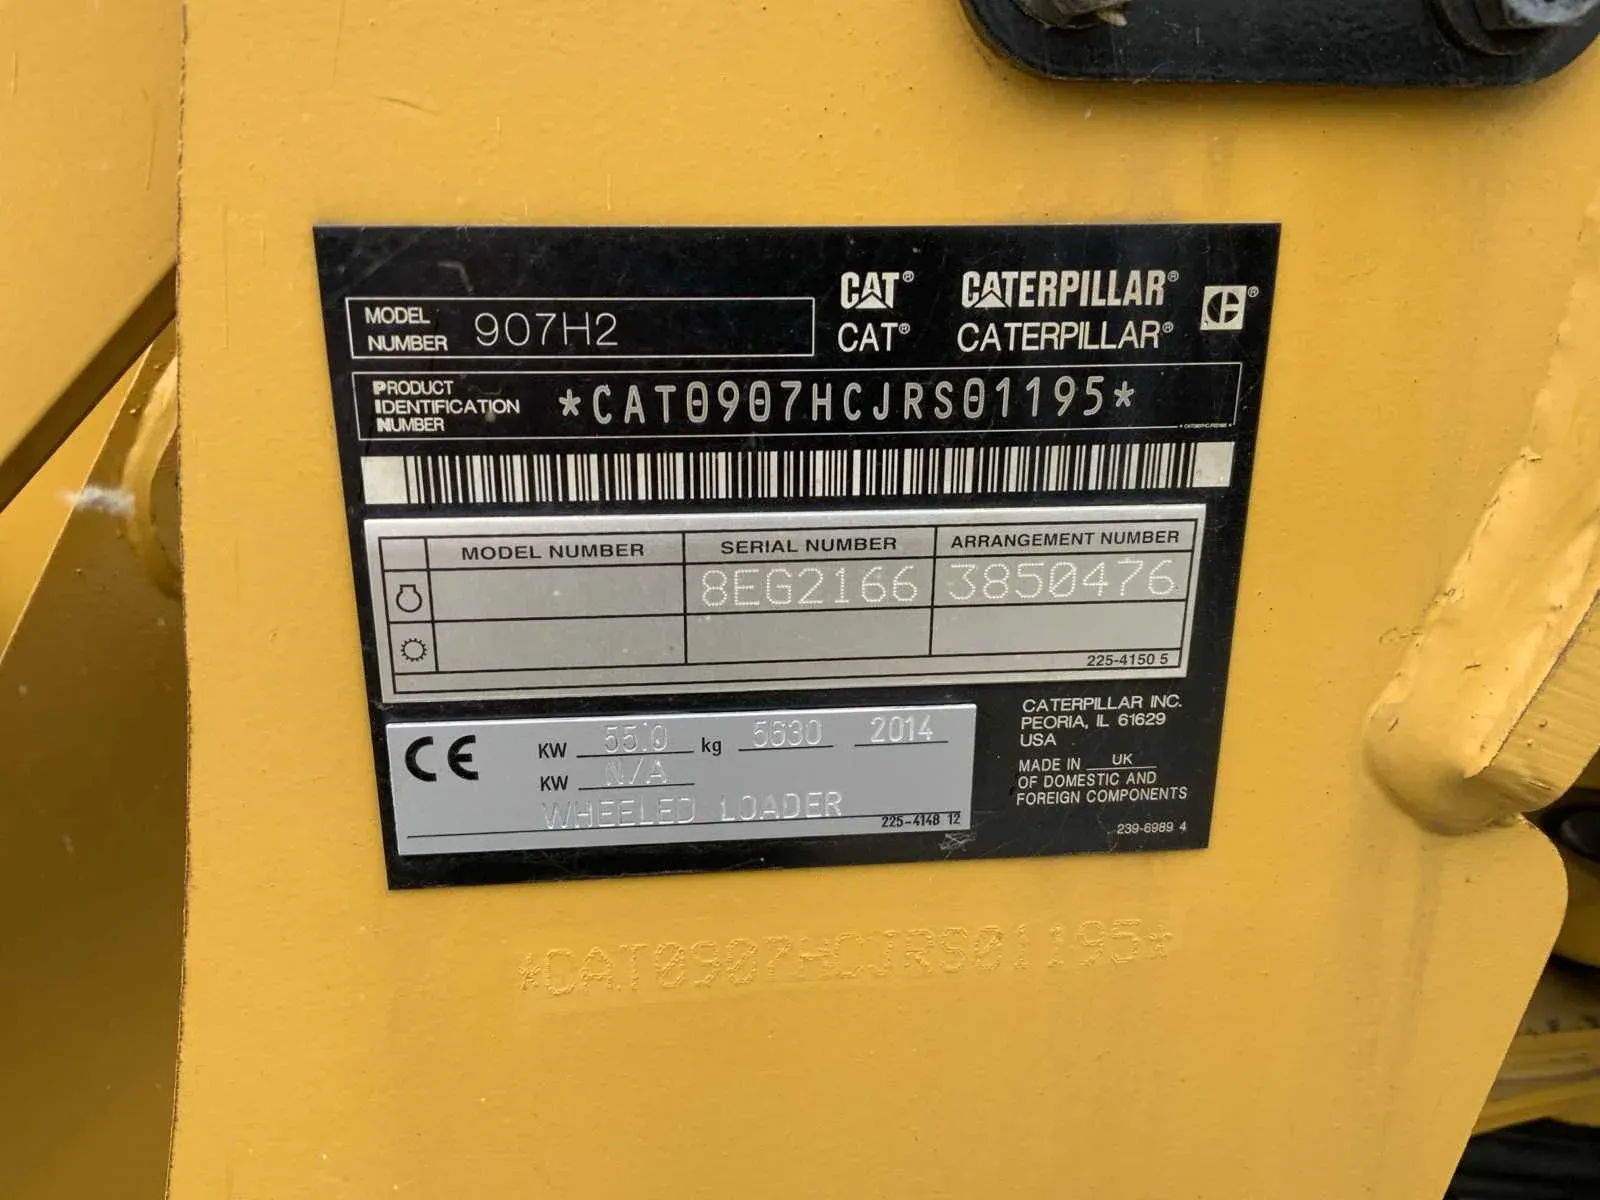 MODEL NUMBER 907H2
CAT® CATERPILLAR®
CAT® CATERPILLAR®
PRODUCT IDENTIFICATION NUMBER *CAT0907HCJRS01195*
MODEL NUMBER SERIAL NUMBER ARRANGEMENT NUMBER
8EG2166 3850476
225-4150 5
CE KW 55.0 kg 5630 2014
KW N/A
WHEELED LOADER
225-4148 12
CATERPILLAR INC.
PEORIA, IL 61629
USA
MADE IN UK
OF DOMESTIC AND
FOREIGN COMPONENTS
239-6989 4
*CAT0907HCJRS01195*